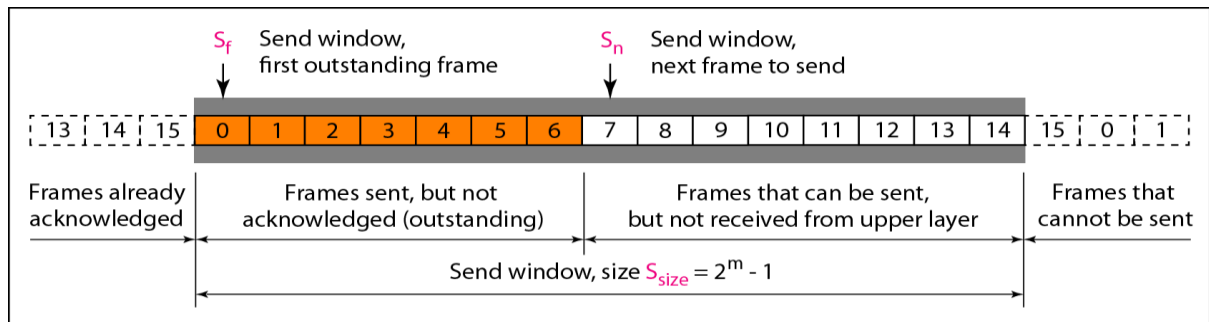 Sf Send window,
first outstanding frame
Sn Send window,
next frame to send
13 14 15 0 1 2 3 4 5 6 7 8 9 10 11 12 13 14 15 0 1
Frames already
acknowledged
Frames sent, but not
acknowledged (outstanding)
Frames that can be sent,
but not received from upper layer
Frames that
cannot be sent
Send window, size Ssize = 2^m - 1